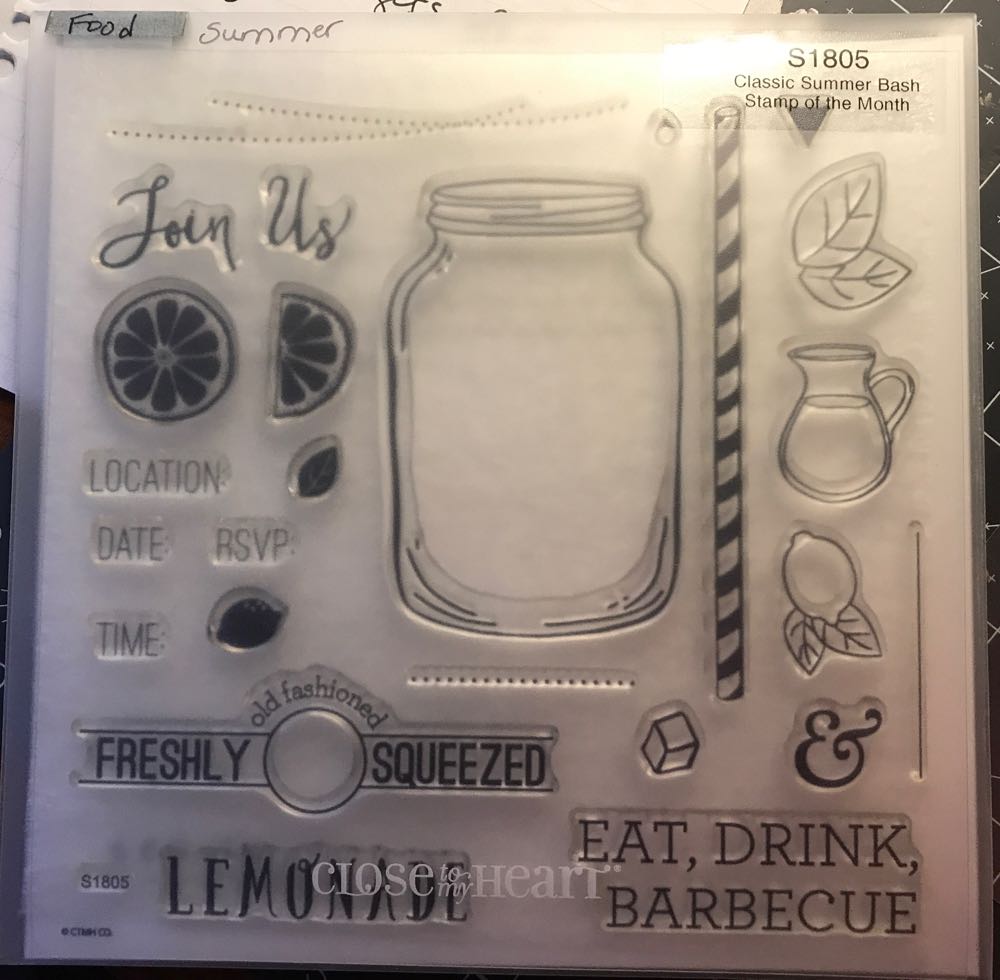 Food
Summer
S1805
Classic Summer Bash
Stamp of the Month
Join Us
LOCATION:
DATE:
RSVP:
TIME:
old fashioned
FRESHLY SQUEEZED
&
EAT, DRINK,
BARBECUE
LEMONADE
CLOSE to my HEART®
S1805
© CTMH CO.